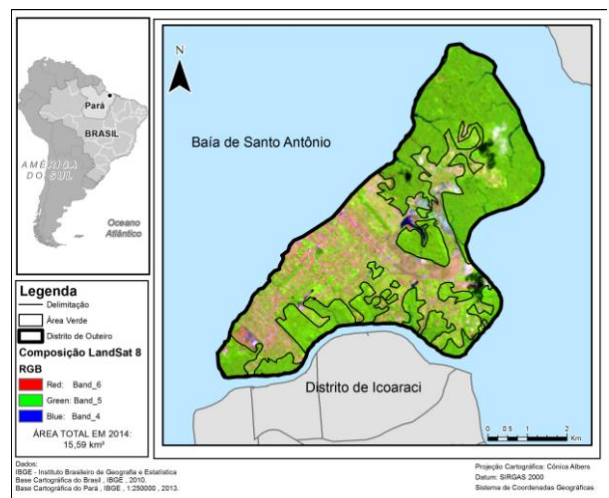 Pará
BRASIL
AMÉRICA
DO SUL
Oceano
Atlântico
N
Baía de Santo Antônio
Distrito de Icoaraci
0 0.5 1 2
Km
Legenda
Delimitação
Área Verde
Distrito de Outeiro
Composição LandSat 8
RGB
Red: Band_6
Green: Band_5
Blue: Band_4
ÁREA TOTAL EM 2014:
15,59 km²
Dados:
IBGE - Instituto Brasileiro de Geografia e Estatística
Base Cartográfica do Brasil , IBGE , 2010.
Base Cartográfica do Pará , IBGE , 1:250000 , 2013.
Projeção Cartográfica: Cônica Albers
Datum: SIRGAS 2000
Sistema de Coordenadas Geográficas